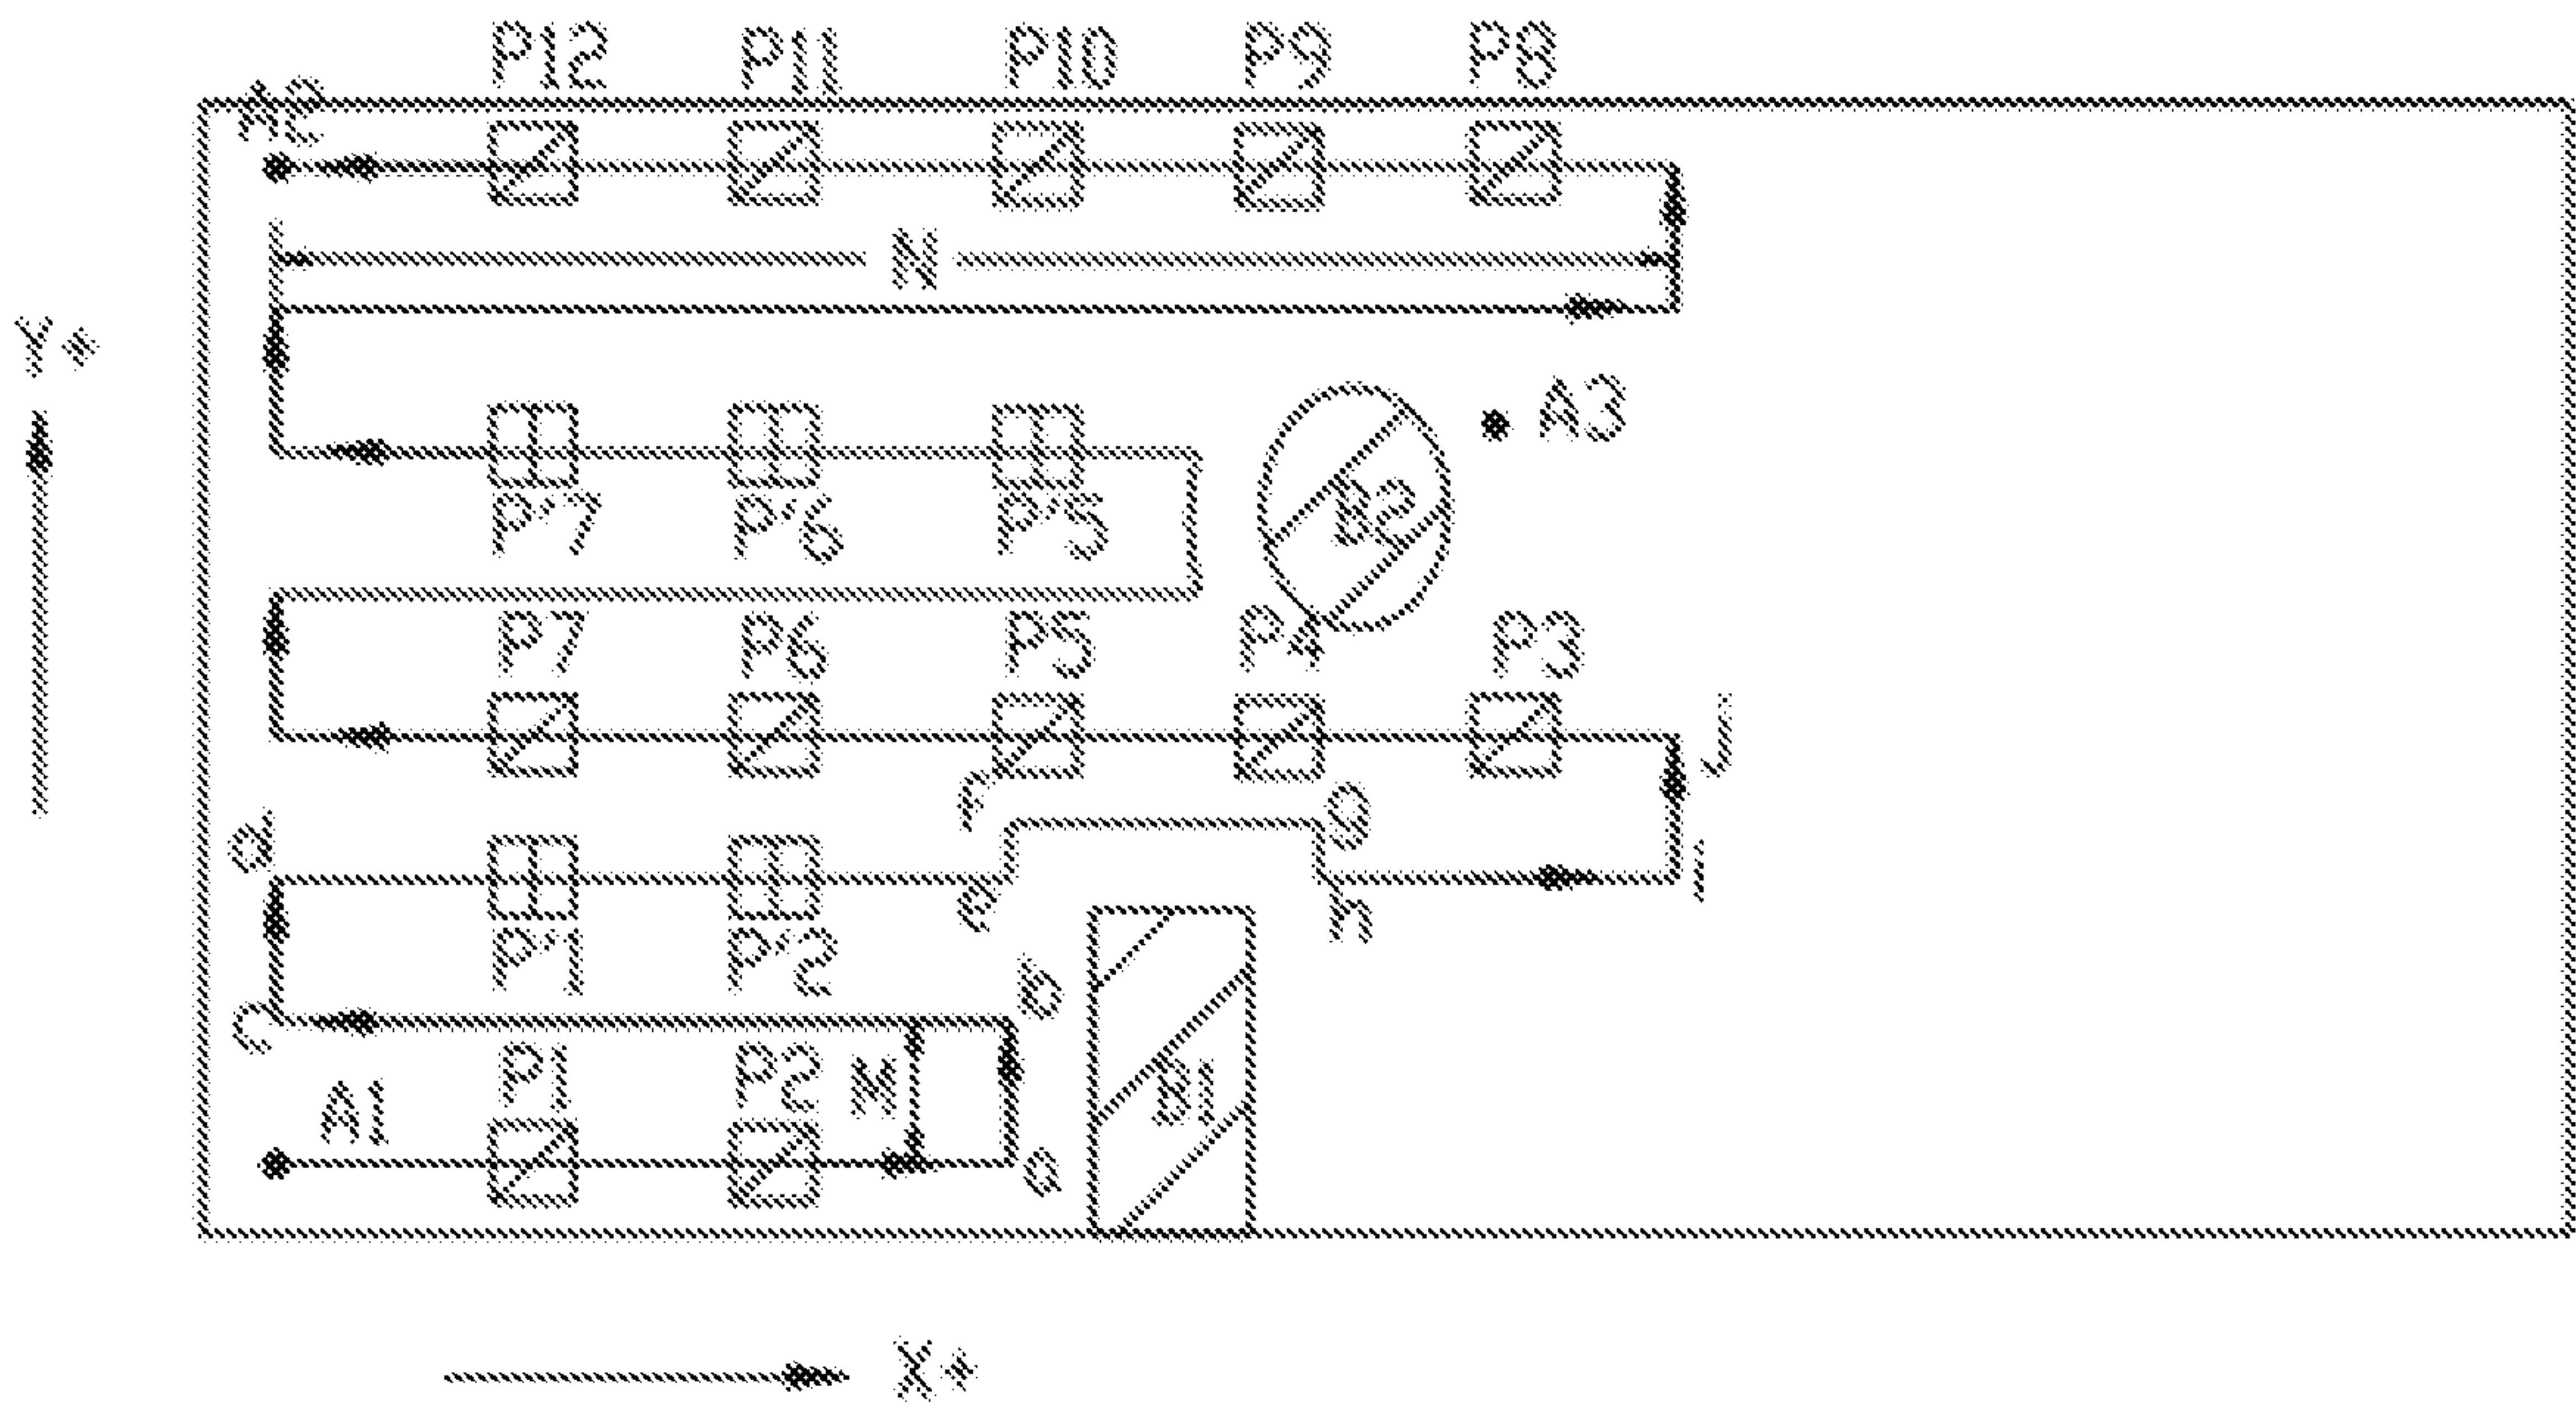 P12 P11 P10 P9 P8
A2
N
Y+
A3
B2
P'7 P'6 P'5
P7 P6 P5 P4 P3
J
f g
d
e h i
P'1 P'2
b
c
P1 P2 M B1
A1
a
X+